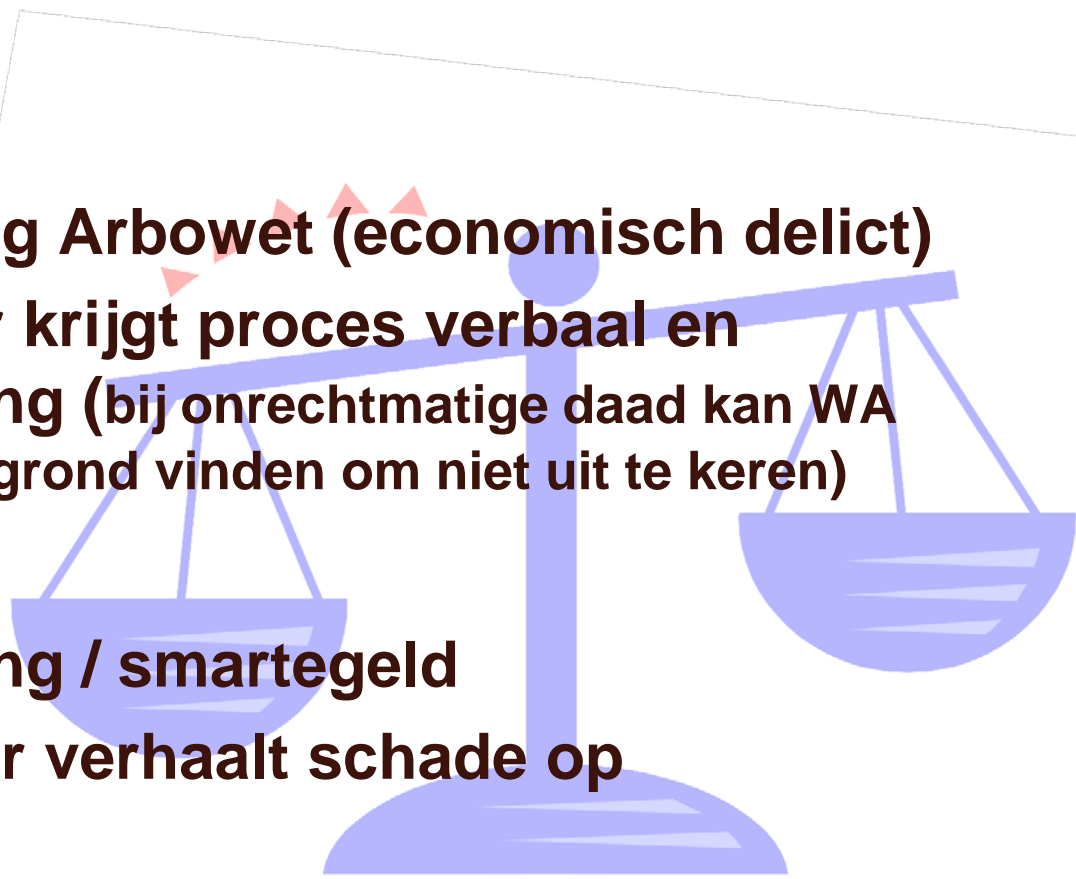 g Arbowet (economisch delict)
krijgt proces verbaal en
ng (bij onrechtmatige daad kan WA
grond vinden om niet uit te keren)
ng / smartegeld
r verhaalt schade op